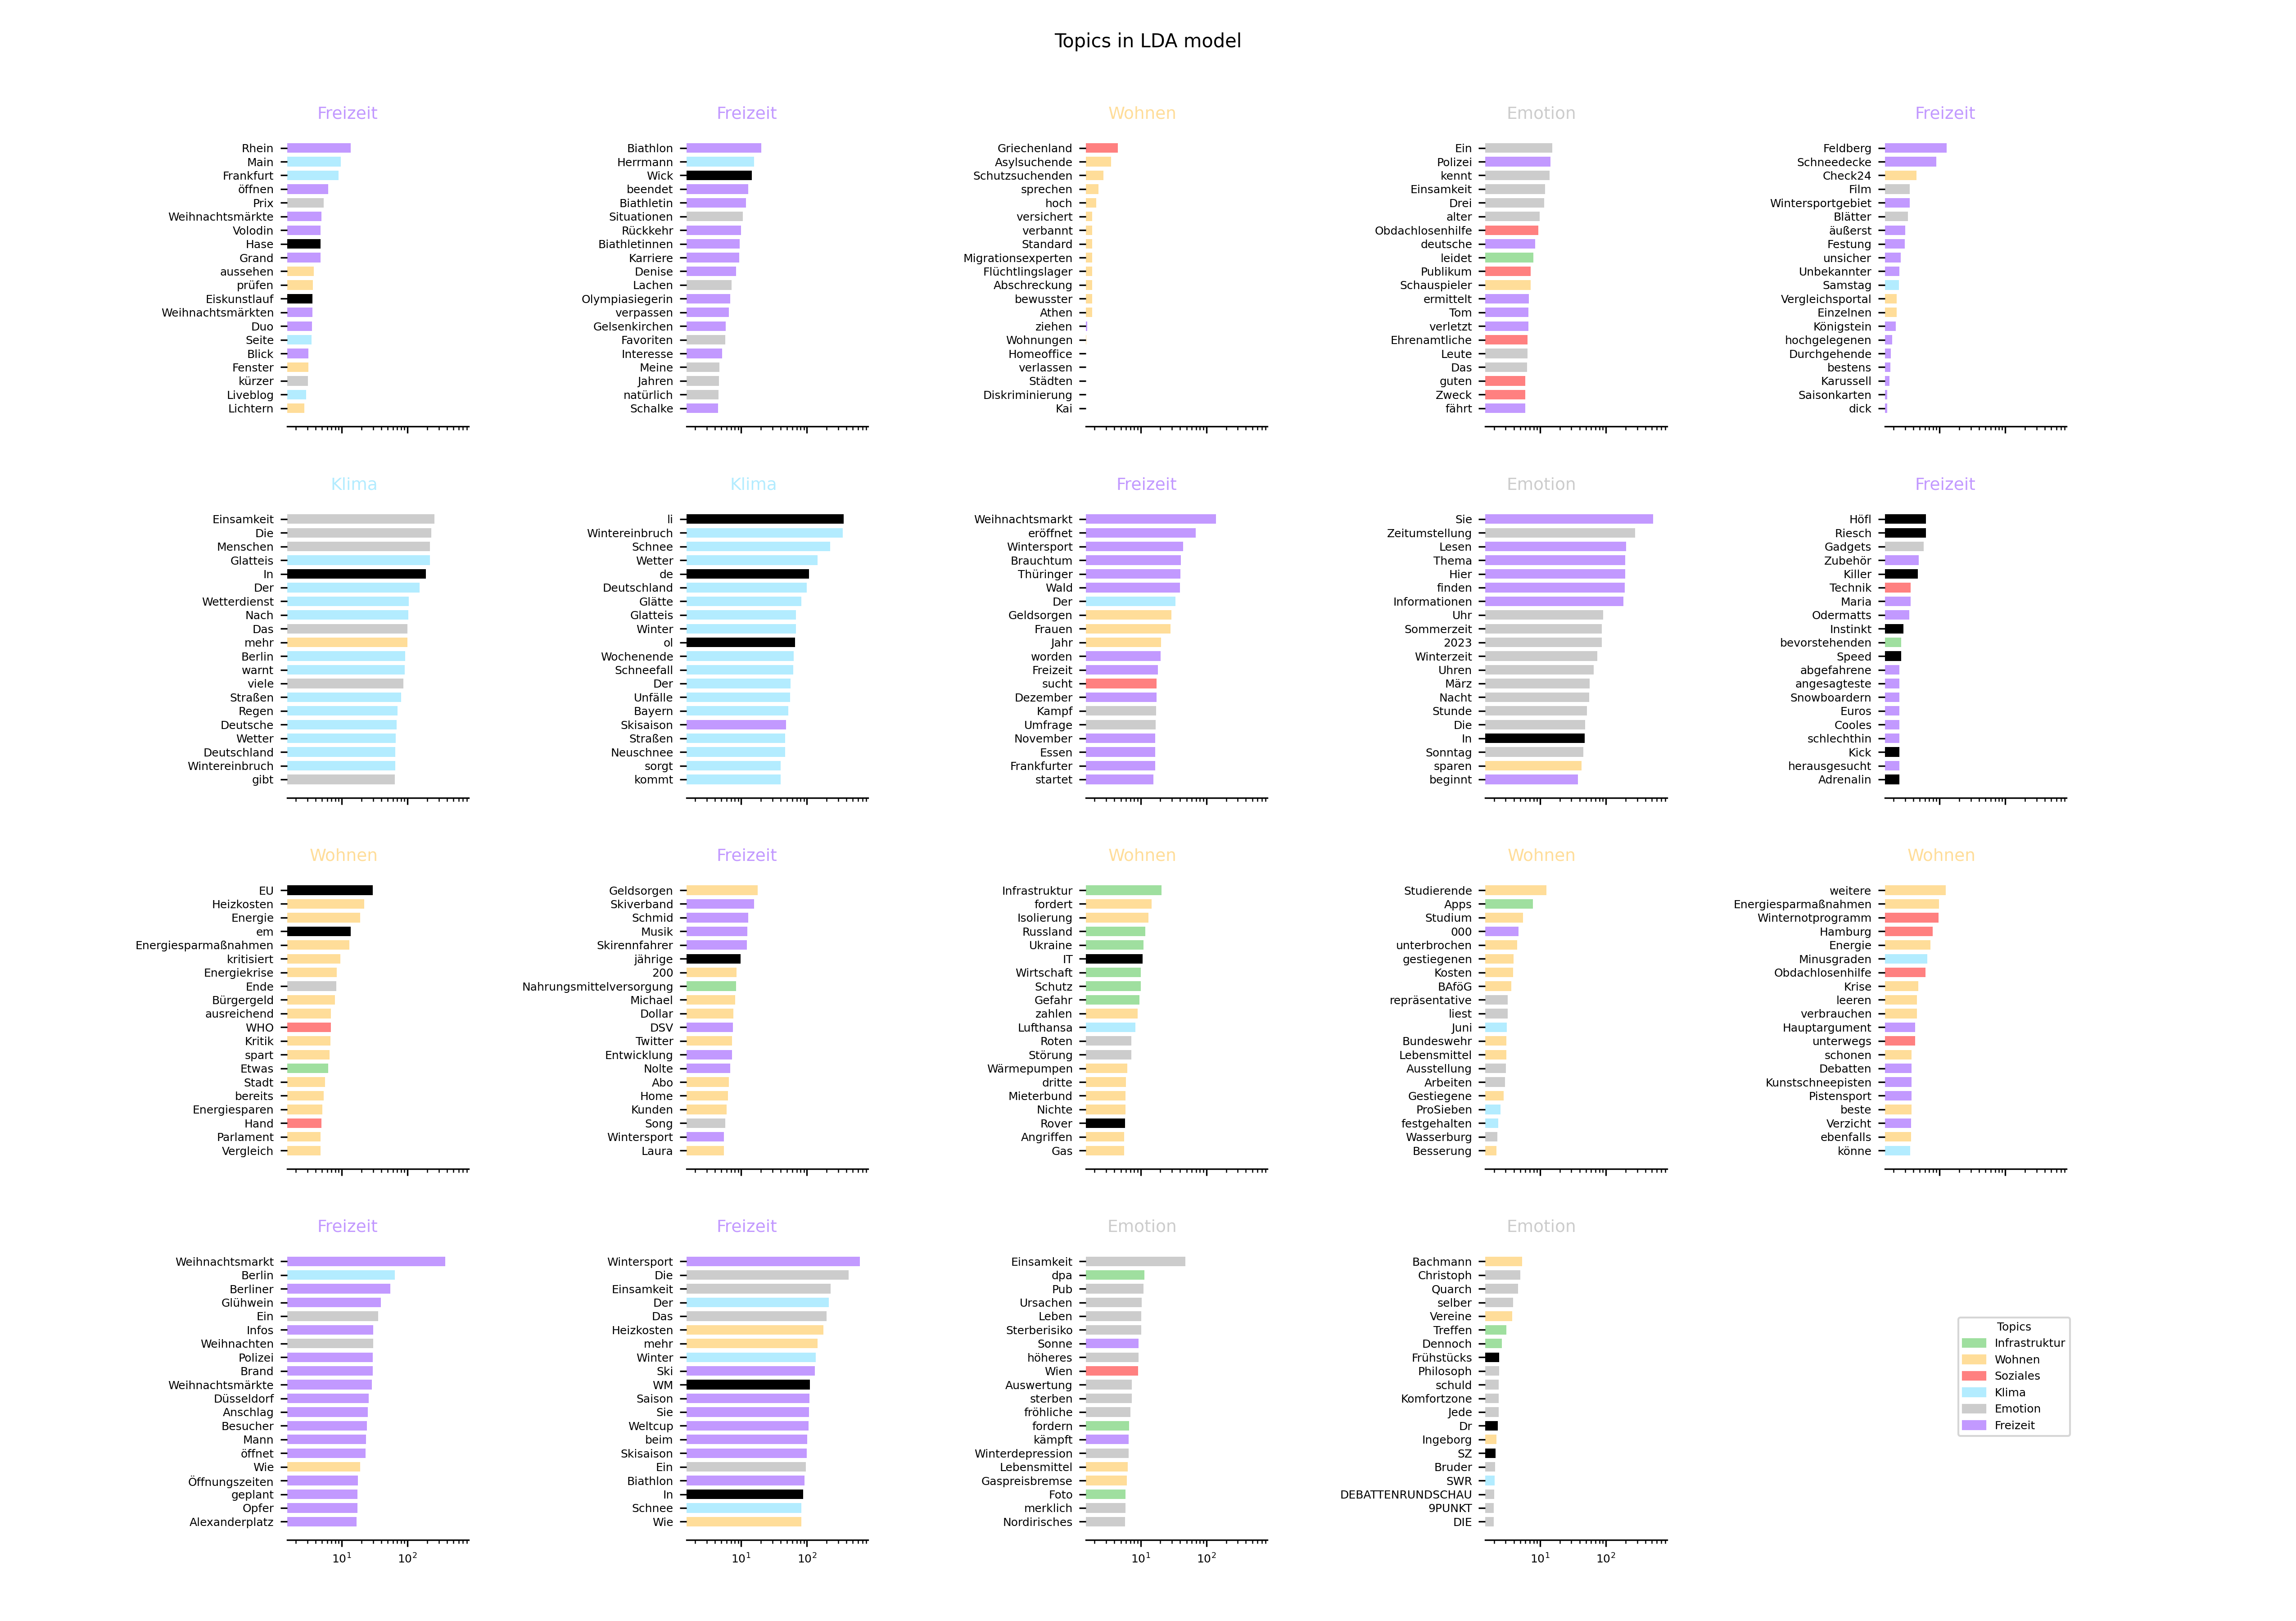 Topics in LDA model
Freizeit
Rhein
Main
Frankfurt
öffnen
Prix
Weihnachtsmärkte
Volodin
Hase
Grand
aussehen
prüfen
Eiskunstlauf
Weihnachtsmärkten
Duo
Seite
Blick
Fenster
kürzer
Liveblog
Lichtern
Freizeit
Biathlon
Herrmann
Wick
beendet
Biathletin
Situationen
Rückkehr
Biathletinnen
Karriere
Denise
Lachen
Olympiasiegerin
verpassen
Gelsenkirchen
Favoriten
Interesse
Meine
Jahren
natürlich
Schalke
Wohnen
Griechenland
Asylsuchende
Schutzsuchenden
sprechen
hoch
versichert
verbannt
Standard
Migrationsexperten
Flüchtlingslager
Abschreckung
bewusster
Athen
ziehen
Wohnungen
Homeoffice
verlassen
Städten
Diskriminierung
Kai
Emotion
Ein
Polizei
kennt
Einsamkeit
Drei
alter
Obdachlosenhilfe
deutsche
leidet
Publikum
Schauspieler
ermittelt
Tom
verletzt
Ehrenamtliche
Leute
Das
guten
Zweck
fährt
Freizeit
Feldberg
Schneedecke
Check24
Film
Wintersportgebiet
Blätter
äußerst
Festung
unsicher
Unbekannter
Samstag
Vergleichsportal
Einzelnen
Königstein
hochgelegenen
Durchgehende
bestens
Karussell
Saisonkarten
dick
Klima
Einsamkeit
Die
Menschen
Glatteis
In
Der
Wetterdienst
Nach
Das
mehr
Berlin
warnt
viele
Straßen
Regen
Deutsche
Wetter
Deutschland
Wintereinbruch
gibt
Klima
li
Wintereinbruch
Schnee
Wetter
de
Deutschland
Glätte
Glatteis
Winter
ol
Wochenende
Schneefall
Der
Unfälle
Bayern
Skisaison
Straßen
Neuschnee
sorgt
kommt
Freizeit
Weihnachtsmarkt
eröffnet
Wintersport
Brauchtum
Thüringer
Wald
Der
Geldsorgen
Frauen
Jahr
worden
Freizeit
sucht
Dezember
Kampf
Umfrage
November
Essen
Frankfurter
startet
Emotion
Sie
Zeitumstellung
Lesen
Thema
Hier
finden
Informationen
Uhr
Sommerzeit
2023
Winterzeit
Uhren
März
Nacht
Stunde
Die
In
Sonntag
sparen
beginnt
Freizeit
Höfl
Riesch
Gadgets
Zubehör
Killer
Technik
Maria
Odermatts
Instinkt
bevorstehenden
Speed
abgefahrene
angesagteste
Snowboardern
Euros
Cooles
schlechthin
Kick
herausgesucht
Adrenalin
Wohnen
EU
Heizkosten
Energie
em
Energiesparmaßnahmen
kritisiert
Energiekrise
Ende
Bürgergeld
ausreichend
WHO
Kritik
spart
Etwas
Stadt
bereits
Energiesparen
Hand
Parlament
Vergleich
Freizeit
Geldsorgen
Skiverband
Schmid
Musik
Skirennfahrer
jährige
200
Nahrungsmittelversorgung
Michael
Dollar
DSV
Twitter
Entwicklung
Nolte
Abo
Home
Kunden
Song
Wintersport
Laura
Wohnen
Infrastruktur
fordert
Isolierung
Russland
Ukraine
IT
Wirtschaft
Schutz
Gefahr
zahlen
Lufthansa
Roten
Störung
Wärmepumpen
dritte
Mieterbund
Nichte
Rover
Angriffen
Gas
Wohnen
Studierende
Apps
Studium
000
unterbrochen
gestiegenen
Kosten
BAföG
repräsentative
liest
Juni
Bundeswehr
Lebensmittel
Ausstellung
Arbeiten
Gestiegene
ProSieben
festgehalten
Wasserburg
Besserung
Wohnen
weitere
Energiesparmaßnahmen
Winternotprogramm
Hamburg
Energie
Minusgraden
Obdachlosenhilfe
Krise
leeren
verbrauchen
Hauptargument
unterwegs
schonen
Debatten
Kunstschneepisten
Pistensport
beste
Verzicht
ebenfalls
könne
Freizeit
Weihnachtsmarkt
Berlin
Berliner
Glühwein
Ein
Infos
Weihnachten
Polizei
Brand
Weihnachtsmärkte
Düsseldorf
Anschlag
Besucher
Mann
öffnet
Wie
Öffnungszeiten
geplant
Opfer
Alexanderplatz
10¹ 10²
Freizeit
Wintersport
Die
Einsamkeit
Der
Das
Heizkosten
mehr
Winter
Ski
WM
Saison
Sie
Weltcup
beim
Skisaison
Ein
Biathlon
In
Schnee
Wie
10¹ 10²
Emotion
Einsamkeit
dpa
Pub
Ursachen
Leben
Sterberisiko
Sonne
höheres
Wien
Auswertung
sterben
fröhliche
fordern
kämpft
Winterdepression
Lebensmittel
Gaspreisbremse
Foto
merklich
Nordirisches
10¹ 10²
Emotion
Bachmann
Christoph
Quarch
selber
Vereine
Treffen
Dennoch
Frühstücks
Philosoph
schuld
Komfortzone
Jede
Dr
Ingeborg
SZ
Bruder
SWR
DEBATTENRUNDSCHAU
9PUNKT
DIE
10¹ 10²
Topics
Infrastruktur
Wohnen
Soziales
Klima
Emotion
Freizeit